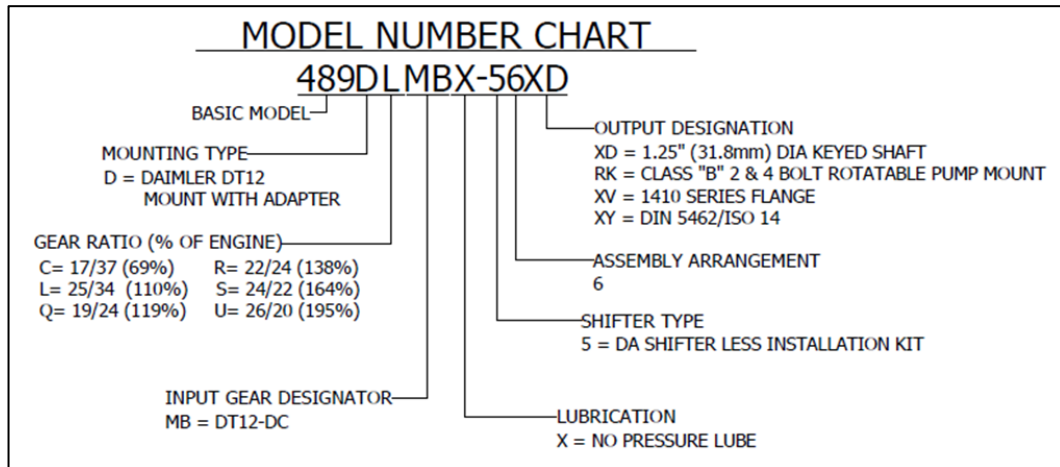 MODEL NUMBER CHART
489DLMBX-56XD
BASIC MODEL
MOUNTING TYPE
D = DAIMLER DT12
MOUNT WITH ADAPTER
GEAR RATIO (% OF ENGINE)
C= 17/37 (69%) R= 22/24 (138%)
L= 25/34 (110%) S= 24/22 (164%)
Q= 19/24 (119%) U= 26/20 (195%)
INPUT GEAR DESIGNATOR
MB = DT12-DC
OUTPUT DESIGNATION
XD = 1.25" (31.8mm) DIA KEYED SHAFT
RK = CLASS "B" 2 & 4 BOLT ROTATABLE PUMP MOUNT
XV = 1410 SERIES FLANGE
XY = DIN 5462/ISO 14
ASSEMBLY ARRANGEMENT
6
SHIFTER TYPE
5 = DA SHIFTER LESS INSTALLATION KIT
LUBRICATION
X = NO PRESSURE LUBE